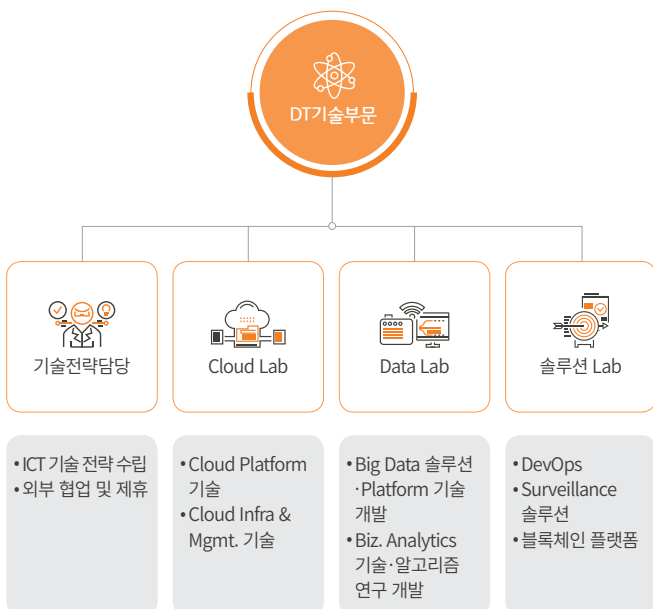 DT기술부문
기술전략담당
Cloud Lab
Data Lab
솔루션 Lab
• ICT 기술 전략 수립
• 외부 협업 및 제휴
• Cloud Platform
기술
• Cloud Infra &
Mgmt. 기술
• Big Data 솔루션
·Platform 기술
개발
• Biz. Analytics
기술·알고리즘
연구 개발
• DevOps
• Surveillance
솔루션
• 블록체인 플랫폼